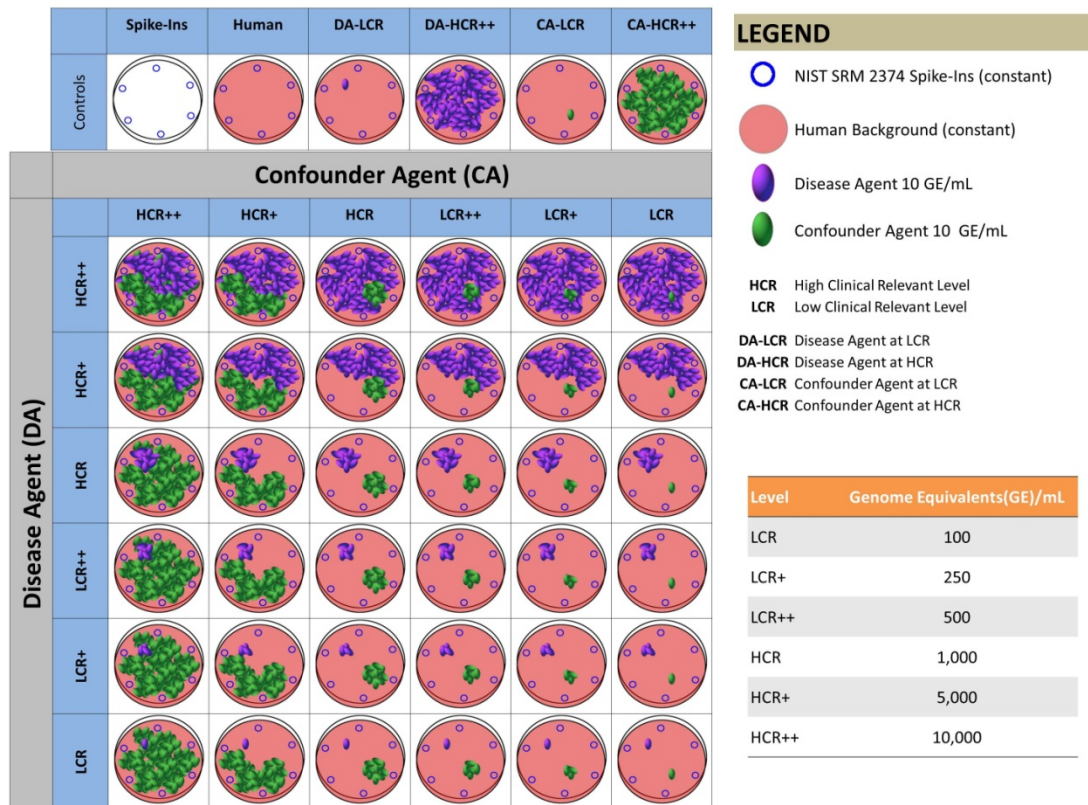 Spike-Ins Human DA-LCR DA-HCR++ CA-LCR CA-HCR++
Controls
Confounder Agent (CA)
HCR++ HCR+ HCR LCR++ LCR+ LCR
Disease Agent (DA)
HCR++
HCR+
HCR
LCR++
LCR+
LCR
LEGEND
NIST SRM 2374 Spike-Ins (constant)
Human Background (constant)
Disease Agent 10 GE/mL
Confounder Agent 10 GE/mL
HCR High Clinical Relevant Level
LCR Low Clinical Relevant Level
DA-LCR Disease Agent at LCR
DA-HCR Disease Agent at HCR
CA-LCR Confounder Agent at LCR
CA-HCR Confounder Agent at HCR
Level Genome Equivalents(GE)/mL
LCR 100
LCR+ 250
LCR++ 500
HCR 1,000
HCR+ 5,000
HCR++ 10,000